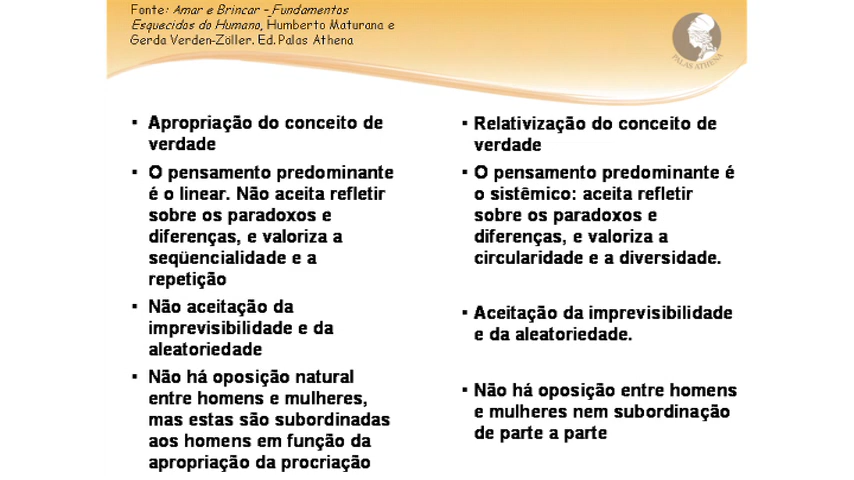 Fonte: Amar e Brincar – Fundamentos
Esquecidos do Humano, Humberto Maturana e
Gerda Verden-Zöller. Ed. Palas Athena
PALAS ATHENA
▪ Apropriação do conceito de
verdade
▪ O pensamento predominante
é o linear. Não aceita refletir
sobre os paradoxos e
diferenças, e valoriza a
seqüencialidade e a
repetição
▪ Não aceitação da
imprevisibilidade e da
aleatoriedade
▪ Não há oposição natural
entre homens e mulheres,
mas estas são subordinadas
aos homens em função da
apropriação da procriação
▪ Relativização do conceito de
verdade
▪ O pensamento predominante é
o sistêmico: aceita refletir
sobre os paradoxos e
diferenças, e valoriza a
circularidade e a diversidade.
▪ Aceitação da imprevisibilidade
e da aleatoriedade.
▪ Não há oposição entre homens
e mulheres nem subordinação
de parte a parte